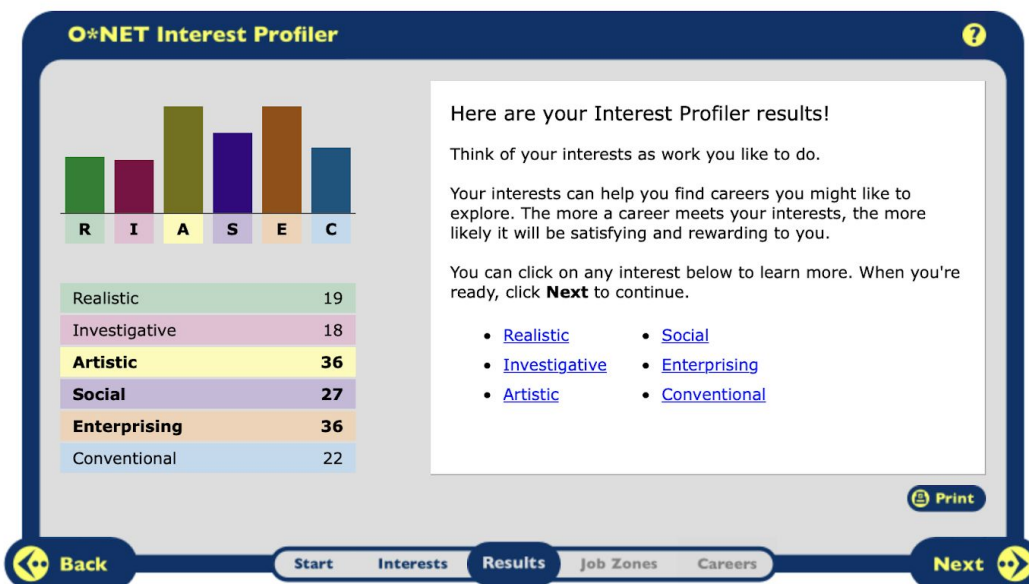 O*NET Interest Profiler
?
R I A S E C
Realistic 19
Investigative 18
Artistic 36
Social 27
Enterprising 36
Conventional 22
Here are your Interest Profiler results!
Think of your interests as work you like to do.
Your interests can help you find careers you might like to
explore. The more a career meets your interests, the more
likely it will be satisfying and rewarding to you.
You can click on any interest below to learn more. When you're
ready, click Next to continue.
• Realistic
• Investigative
• Artistic
• Social
• Enterprising
• Conventional
Print
Back
Start Interests Results Job Zones Careers
Next